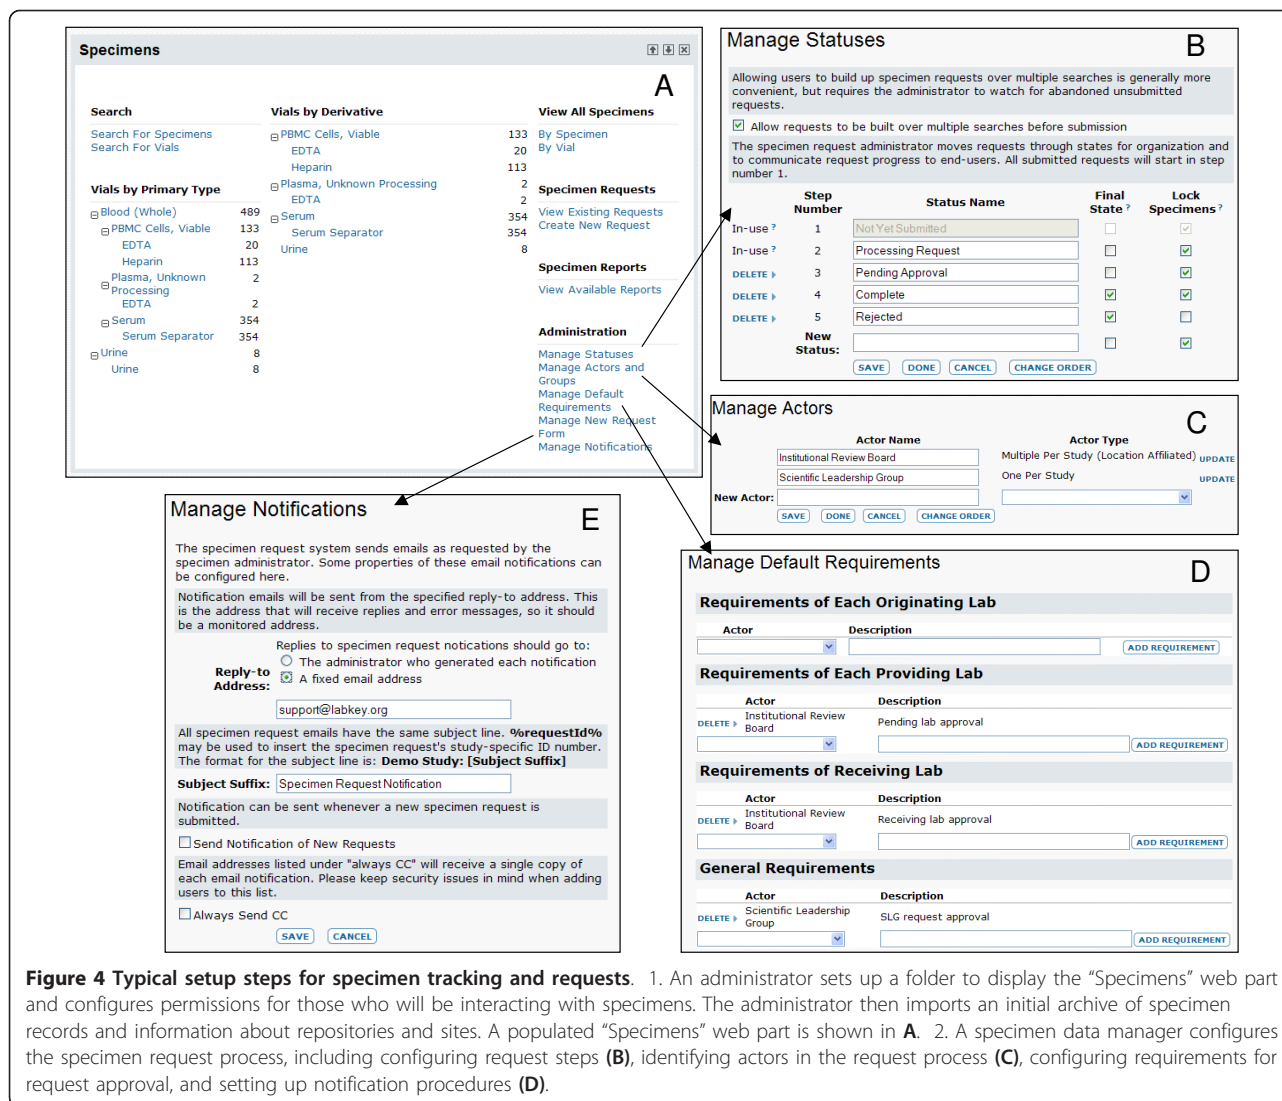 Specimens
A
Search
Search For Specimens
Search For Vials
Vials by Primary Type
Blood (Whole) 489
PBMC Cells, Viable 133
EDTA 20
Heparin 113
Plasma, Unknown 2
Processing
EDTA 2
Serum 354
Serum Separator 354
Urine 8
Urine 8
Vials by Derivative
PBMC Cells, Viable 133
EDTA 20
Heparin 113
Plasma, Unknown Processing 2
EDTA 2
Serum 354
Serum Separator 354
Urine 8
View All Specimens
By Specimen
By Vial
Specimen Requests
View Existing Requests
Create New Request
Specimen Reports
View Available Reports
Administration
Manage Statuses
Manage Actors and
Groups
Manage Default
Requirements
Manage New Request
Form
Manage Notifications
Manage Statuses
B
Allowing users to build up specimen requests over multiple searches is generally more
convenient, but requires the administrator to watch for abandoned unsubmitted
requests.
Allow requests to be built over multiple searches before submission
The specimen request administrator moves requests through states for organization and
to communicate request progress to end-users. All submitted requests will start in step
number 1.
Step Number Status Name Final State ? Lock Specimens ?
In-use ? 1 Not Yet Submitted
In-use ? 2 Processing Request
DELETE 3 Pending Approval
DELETE 4 Complete
DELETE 5 Rejected
New Status:
SAVE DONE CANCEL CHANGE ORDER
Manage Actors
C
Actor Name Actor Type
Institutional Review Board Multiple Per Study (Location Affiliated) UPDATE
Scientific Leadership Group One Per Study UPDATE
New Actor:
SAVE DONE CANCEL CHANGE ORDER
Manage Default Requirements
D
Requirements of Each Originating Lab
Actor Description
ADD REQUIREMENT
Requirements of Each Providing Lab
Actor Description
DELETE Institutional Review Board Pending lab approval
ADD REQUIREMENT
Requirements of Receiving Lab
Actor Description
DELETE Institutional Review Board Receiving lab approval
ADD REQUIREMENT
General Requirements
Actor Description
DELETE Scientific Leadership Group SLG request approval
ADD REQUIREMENT
Manage Notifications
E
The specimen request system sends emails as requested by the
specimen administrator. Some properties of these email notifications can
be configured here.
Notification emails will be sent from the specified reply-to address. This
is the address that will receive replies and error messages, so it should
be a monitored address.
Replies to specimen request notications should go to:
The administrator who generated each notification
Reply-to Address: A fixed email address
support@labkey.org
All specimen request emails have the same subject line. %requestId%
may be used to insert the specimen request's study-specific ID number.
The format for the subject line is: Demo Study: [Subject Suffix]
Subject Suffix: Specimen Request Notification
Notification can be sent whenever a new specimen request is
submitted.
Send Notification of New Requests
Email addresses listed under "always CC" will receive a single copy of
each email notification. Please keep security issues in mind when adding
users to this list.
Always Send CC
SAVE CANCEL
Figure 4 Typical setup steps for specimen tracking and requests. 1. An administrator sets up a folder to display the “Specimens” web part
and configures permissions for those who will be interacting with specimens. The administrator then imports an initial archive of specimen
records and information about repositories and sites. A populated “Specimens” web part is shown in A. 2. A specimen data manager configures
the specimen request process, including configuring request steps (B), identifying actors in the request process (C), configuring requirements for
request approval, and setting up notification procedures (D).